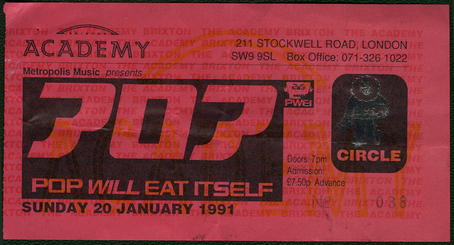 ACADEMY
211 STOCKWELL ROAD, LONDON
SW9 9SL Box Office: 071-326 1022
Metropolis Music presents
POP
PWEI
POP WILL EAT ITSELF
SUNDAY 20 JANUARY 1991
CIRCLE
Doors 7pm
Admission:
£7.50p Advance
038